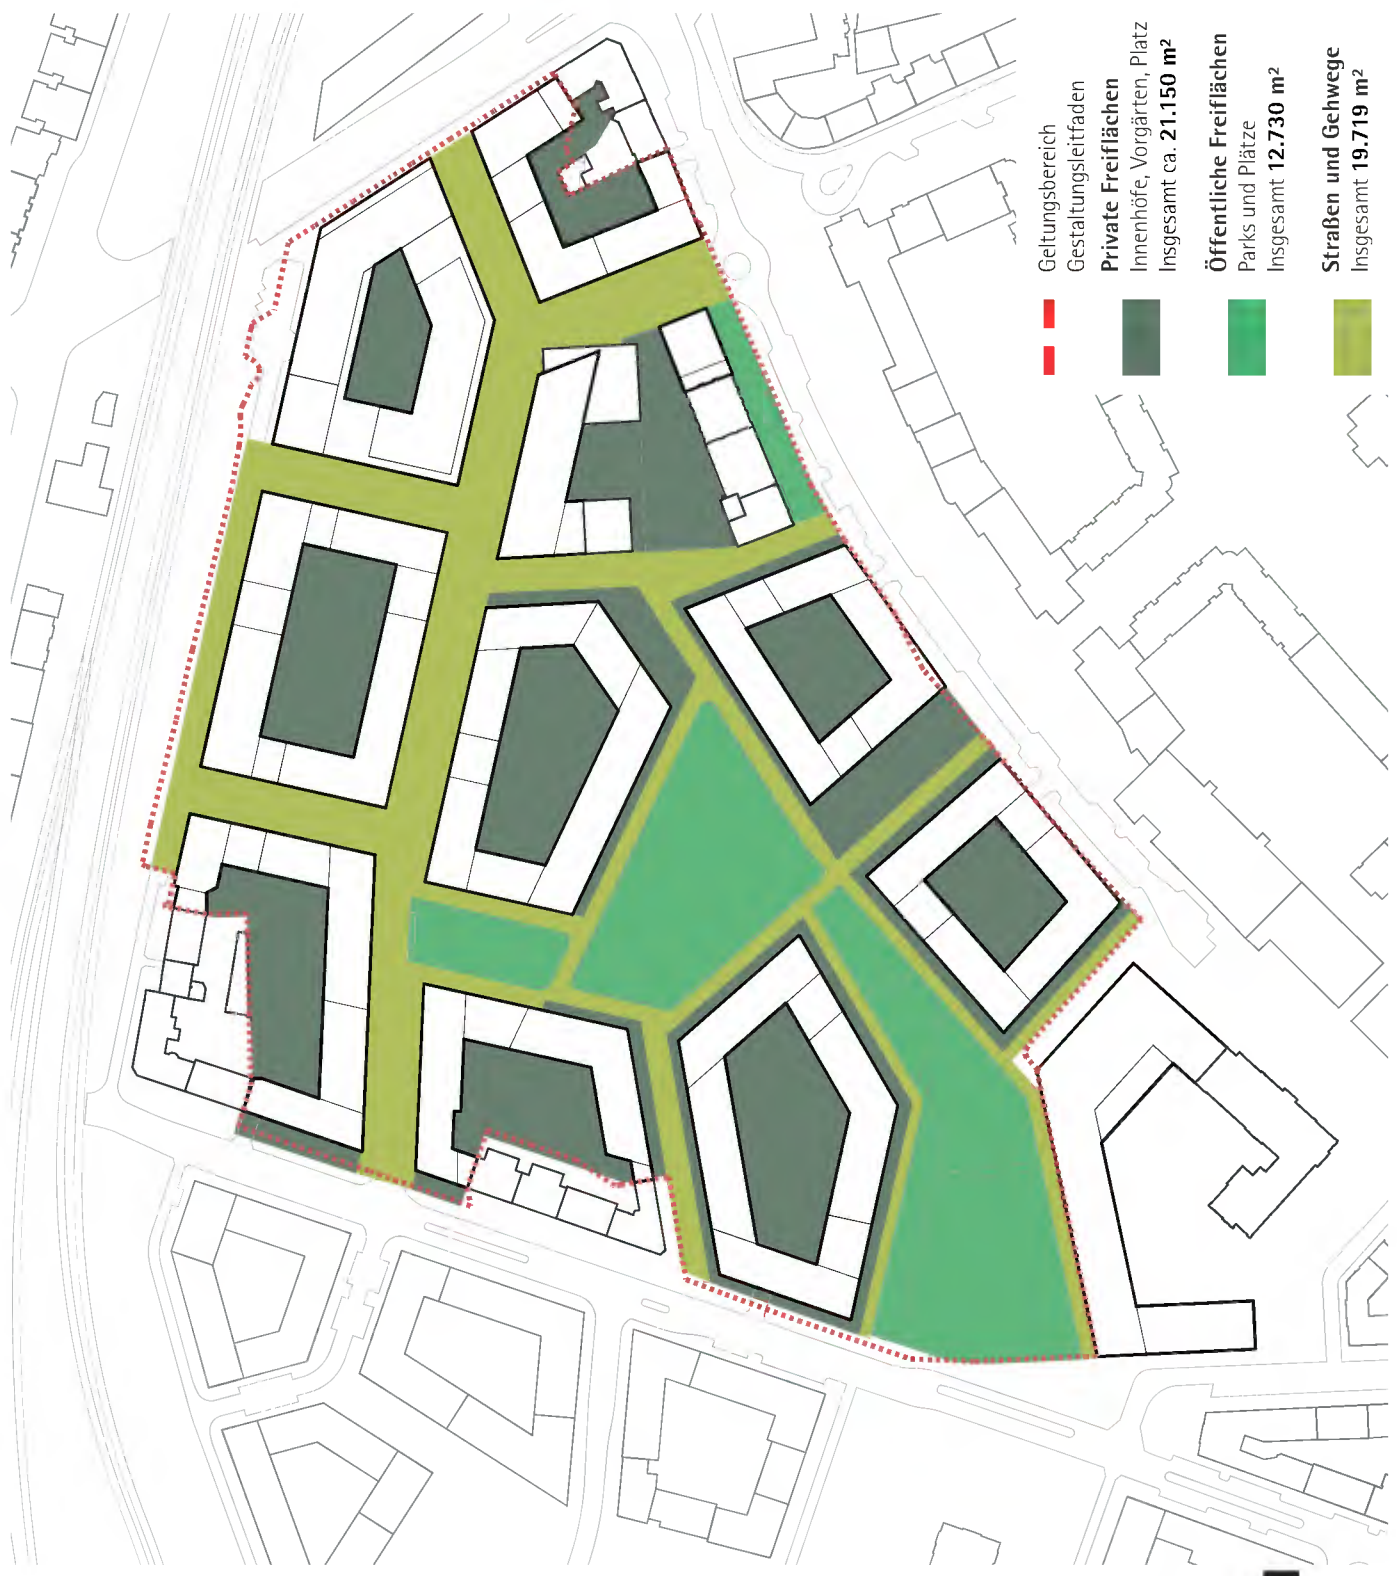 Geltungsbereich
Gestaltungsleitfaden
Private Freiflächen
Innenhöfe, Vorgärten, Platz
Insgesamt ca. 21.150 m²
Öffentliche Freiflächen
Parks und Plätze
Insgesamt 12.730 m²
Straßen und Gehwege
Insgesamt 19.719 m²